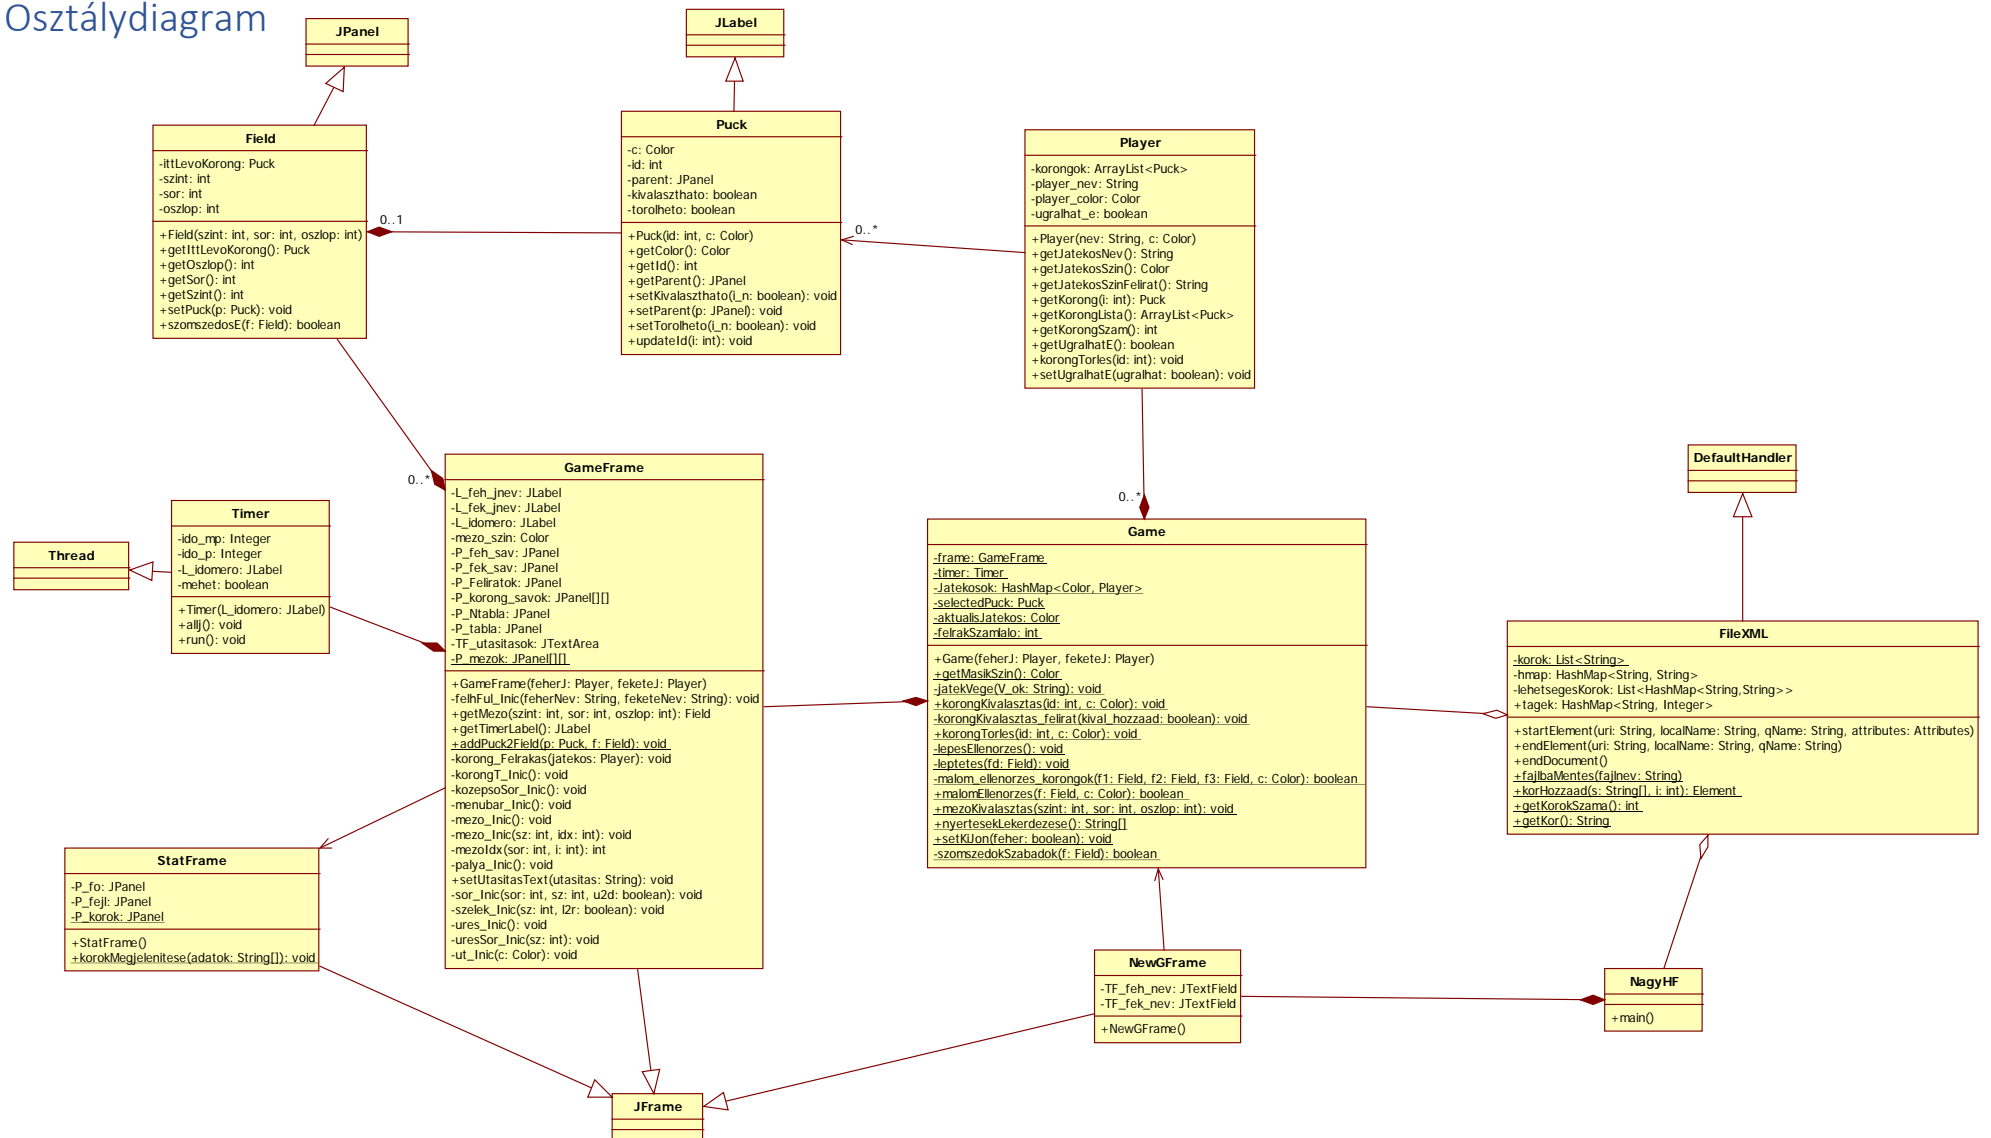 Osztálydiagram
JPanel
JLabel
Field
-ittLevoKorong: Puck
-szint: int
-sor: int
-oszlop: int
+Field(szint: int, sor: int, oszlop: int)
+getIttLevoKorong(): Puck
+getOszlop(): int
+getSor(): int
+getSzint(): int
+setPuck(p: Puck): void
+szomszedosE(f: Field): boolean
0..1
Puck
-c: Color
-id: int
-parent: JPanel
-kivalaszthato: boolean
-torolheto: boolean
+Puck(id: int, c: Color)
+getColor(): Color
+getId(): int
+getParent(): JPanel
+setKivalaszthato(i_n: boolean): void
+setParent(p: JPanel): void
+setTorolheto(i_n: boolean): void
+updateId(i: int): void
0..*
Player
-korongok: ArrayList<Puck>
-player_nev: String
-player_color: Color
-ugralhat_e: boolean
+Player(nev: String, c: Color)
+getJatekosNev(): String
+getJatekosSzin(): Color
+getJatekosSzinFelirat(): String
+getKorong(i: int): Puck
+getKorongLista(): ArrayList<Puck>
+getKorongSzam(): int
+getUgralhatE(): boolean
+korongTorles(id: int): void
+setUgralhatE(ugralhat: boolean): void
Thread
Timer
-ido_mp: Integer
-ido_p: Integer
-L_idomero: JLabel
-mehet: boolean
+Timer(L_idomero: JLabel)
+allj(): void
+run(): void
0..*
GameFrame
-L_feh_jnev: JLabel
-L_fek_jnev: JLabel
-L_idomero: JLabel
-mezo_szin: Color
-P_feh_sav: JPanel
-P_fek_sav: JPanel
-P_Feliratok: JPanel
-P_korong_savok: JPanel[][]
-P_Ntabla: JPanel
-P_tabla: JPanel
-TF_utasitasok: JTextArea
-P_mezok: JPanel[][]
+GameFrame(feherJ: Player, feketeJ: Player)
-felhFul_Inic(feherNev: String, feketeNev: String): void
+getMezo(szint: int, sor: int, oszlop: int): Field
+getTimerLabel(): JLabel
+addPuck2Field(p: Puck, f: Field): void
-korong_Felrakas(jatekos: Player): void
-korongT_Inic(): void
-kozepsoSor_Inic(): void
-menubar_Inic(): void
-mezo_Inic(): void
-mezo_Inic(sz: int, idx: int): void
-mezoIdx(sor: int, i: int): int
-palya_Inic(): void
+setUtasitasText(utasitas: String): void
-sor_Inic(sor: int, sz: int, u2d: boolean): void
-szelek_Inic(sz: int, l2r: boolean): void
-ures_Inic(): void
-uresSor_Inic(sz: int): void
-ut_Inic(c: Color): void
0..*
Game
-frame: GameFrame
-timer: Timer
-Jatekosok: HashMap<Color, Player>
-selectedPuck: Puck
-aktualisJatekos: Color
-felrakSzamlalo: int
+Game(feherJ: Player, feketeJ: Player)
+getMasikSzin(): Color
-jatekVege(V_ok: String): void
+korongKivalasztas(id: int, c: Color): void
-korongKivalasztas_felirat(kival_hozzaad: boolean): void
+korongTorles(id: int, c: Color): void
-lepesEllenorzes(): void
-leptetes(fd: Field): void
-malom_ellenorzes_korongok(f1: Field, f2: Field, f3: Field, c: Color): boolean
+malomEllenorzes(f: Field, c: Color): boolean
+mezoKivalasztas(szint: int, sor: int, oszlop: int): void
+nyertesekLekerdezese(): String[]
+setKiJon(feher: boolean): void
-szomszedokSzabadok(f: Field): boolean
DefaultHandler
FileXML
-korok: List<String>
-hmap: HashMap<String, String>
-lehetsegesKorok: List<HashMap<String,String>>
+tagek: HashMap<String, Integer>
+startElement(uri: String, localName: String, qName: String, attributes: Attributes)
+endElement(uri: String, localName: String, qName: String)
+endDocument()
+fajlbaMentes(fajlnev: String)
+korHozzaad(s: String[], i: int): Element
+getKorokSzama(): int
+getKor(): String
StatFrame
-P_fo: JPanel
-P_fejl: JPanel
-P_korok: JPanel
+StatFrame()
+korokMegjelenitese(adatok: String[]): void
NewGFrame
-TF_feh_nev: JTextField
-TF_fek_nev: JTextField
+NewGFrame()
NagyHF
+main()
JFrame